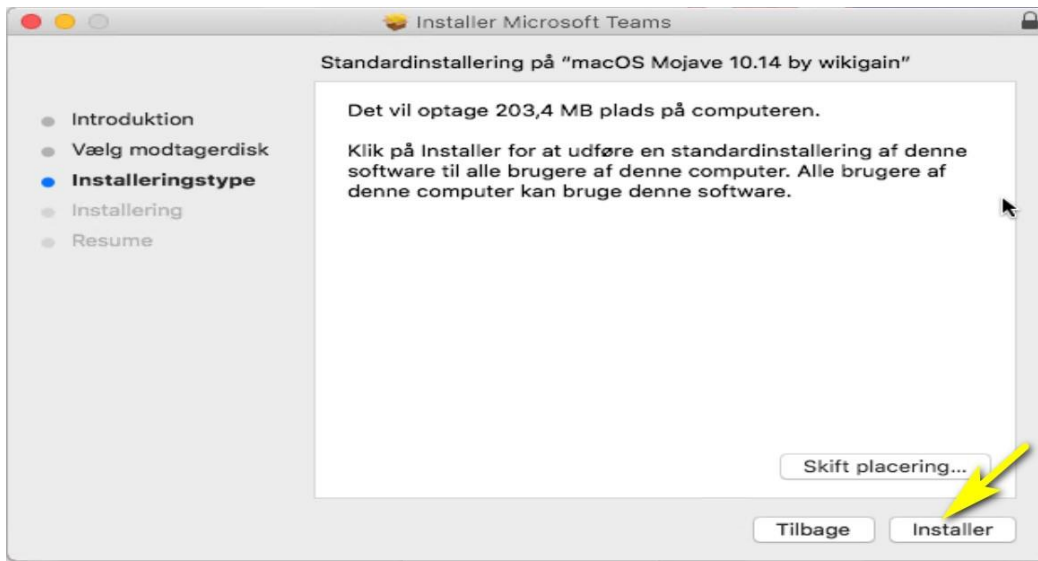 Installer Microsoft Teams
Standardinstallering på “macOS Mojave 10.14 by wikigain”
Introduktion
Vælg modtagerdisk
Installeringstype
Installering
Resume
Det vil optage 203,4 MB plads på computeren.
Klik på Installer for at udføre en standardinstallering af denne
software til alle brugere af denne computer. Alle brugere af
denne computer kan bruge denne software.
Skift placering...
Tilbage
Installer